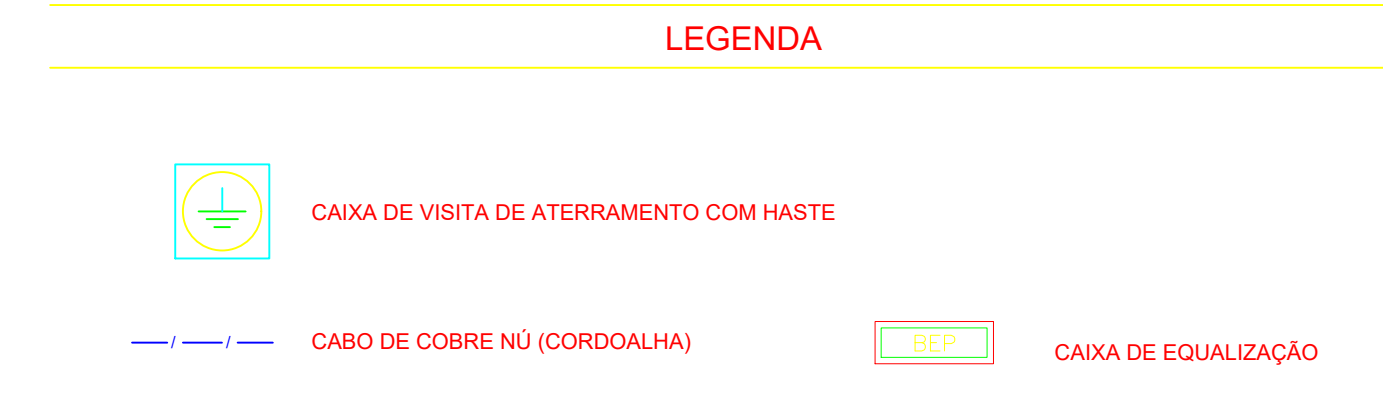 LEGENDA
CAIXA DE VISITA DE ATERRAMENTO COM HASTE
CABO DE COBRE NÚ (CORDOALHA)
BEP
CAIXA DE EQUALIZAÇÃO